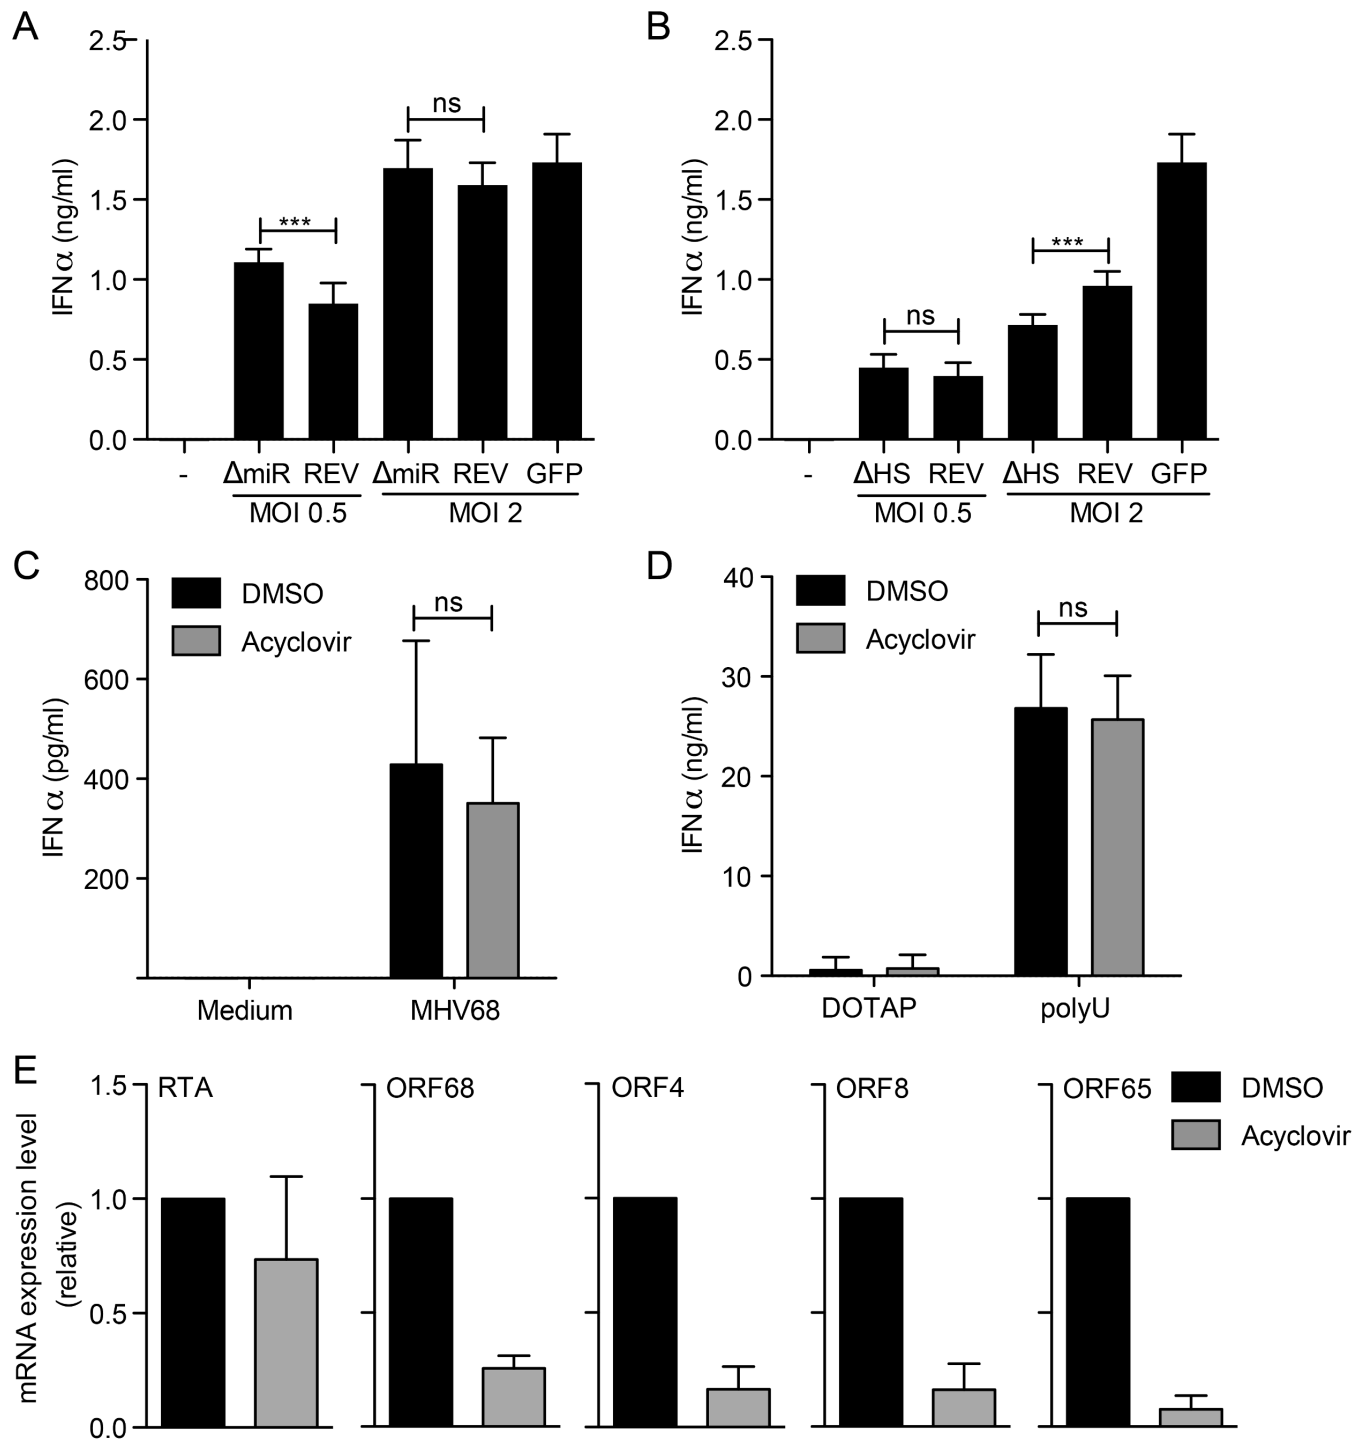 A
2.5
2.0
1.5
1.0
0.5
0.0
IFNα (ng/ml)
***
ns
- ΔmiR REV ΔmiR REV GFP
MOI 0.5 MOI 2
B
2.5
2.0
1.5
1.0
0.5
0.0
IFNα (ng/ml)
ns
***
- ΔHS REV ΔHS REV GFP
MOI 0.5 MOI 2
C
800
600
400
200
IFNα (pg/ml)
DMSO
Acyclovir
ns
Medium MHV68
D
40
30
20
10
0
IFNα (ng/ml)
DMSO
Acyclovir
ns
DOTAP polyU
E
1.5
1.0
0.5
0.0
mRNA expression level
(relative)
RTA ORF68 ORF4 ORF8 ORF65
DMSO
Acyclovir